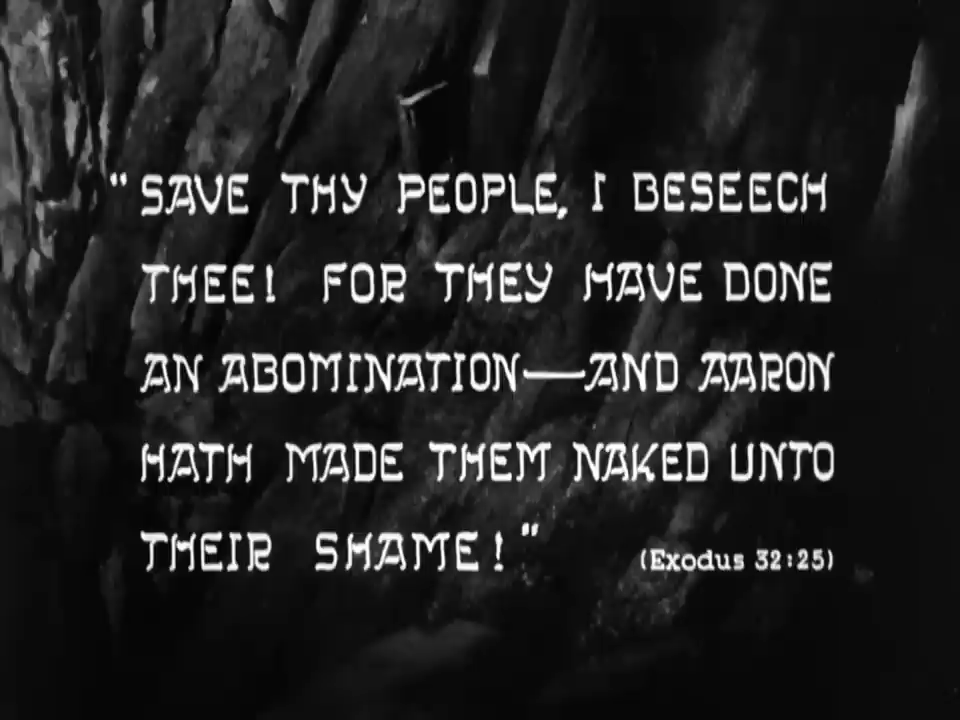 "SAVE THY PEOPLE, I BESEECH
THEE! FOR THEY HAVE DONE
AN ABOMINATION—AND AARON
HATH MADE THEM NAKED UNTO
THEIR SHAME!" (Exodus 32:25)